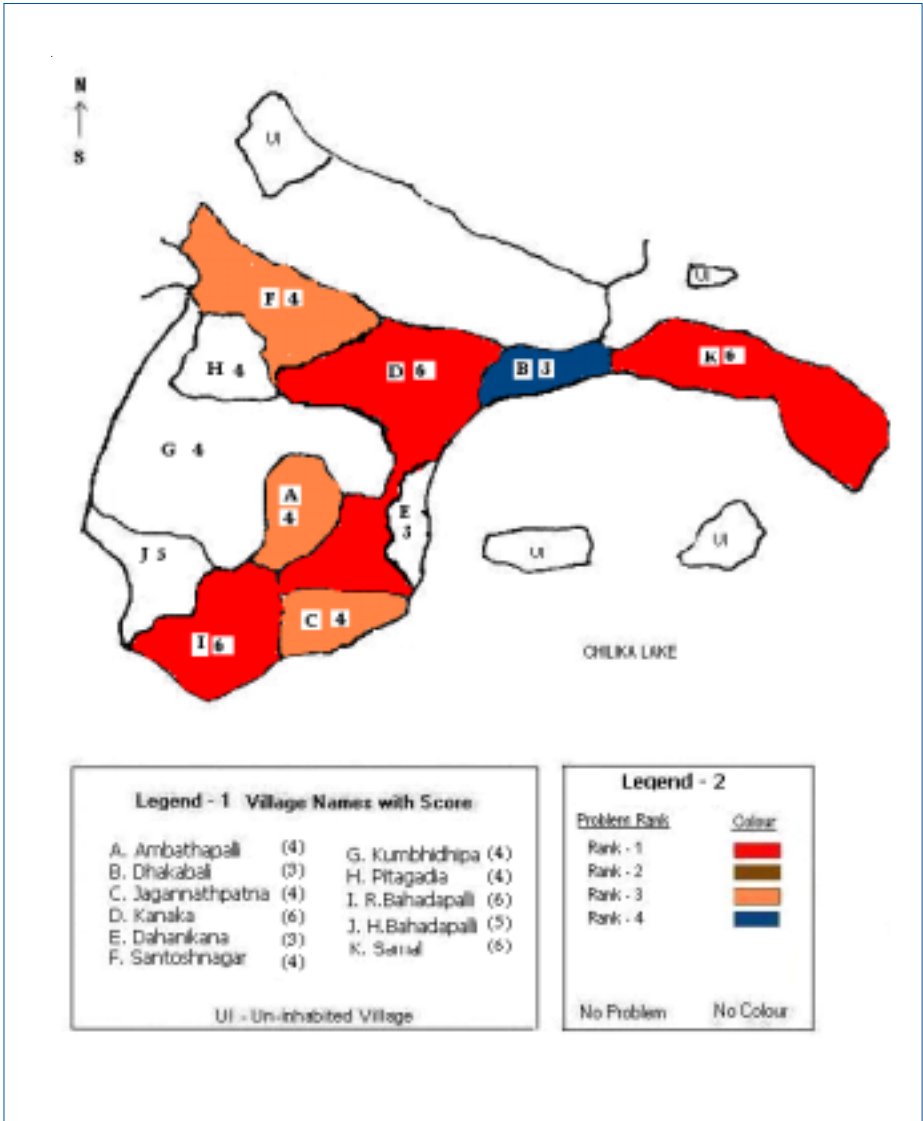 N
S
UI
UI
F 4
H 4
D 6
B 3
K 6
G 4
A
4
E
3
J 5
UI
UI
C 4
I 6
CHILIKA LAKE
Legend - 1 Village Names with Score
A. Ambathapalli (4)
B. Dhakabali (3)
C. Jagannathpatna (4)
D. Kanaka (6)
E. Dahanikana (3)
F. Santoshnagar (4)
G. Kumbhidhipa (4)
H. Pitagadia (4)
I. R.Bahadapalli (6)
J. H.Bahadapalli (5)
K. (6)
UI - Un-inhabited Village
Legend - 2
Problem Rank Colour
Rank - 1
Rank - 2
Rank - 3
Rank - 4
No Problem No Colour